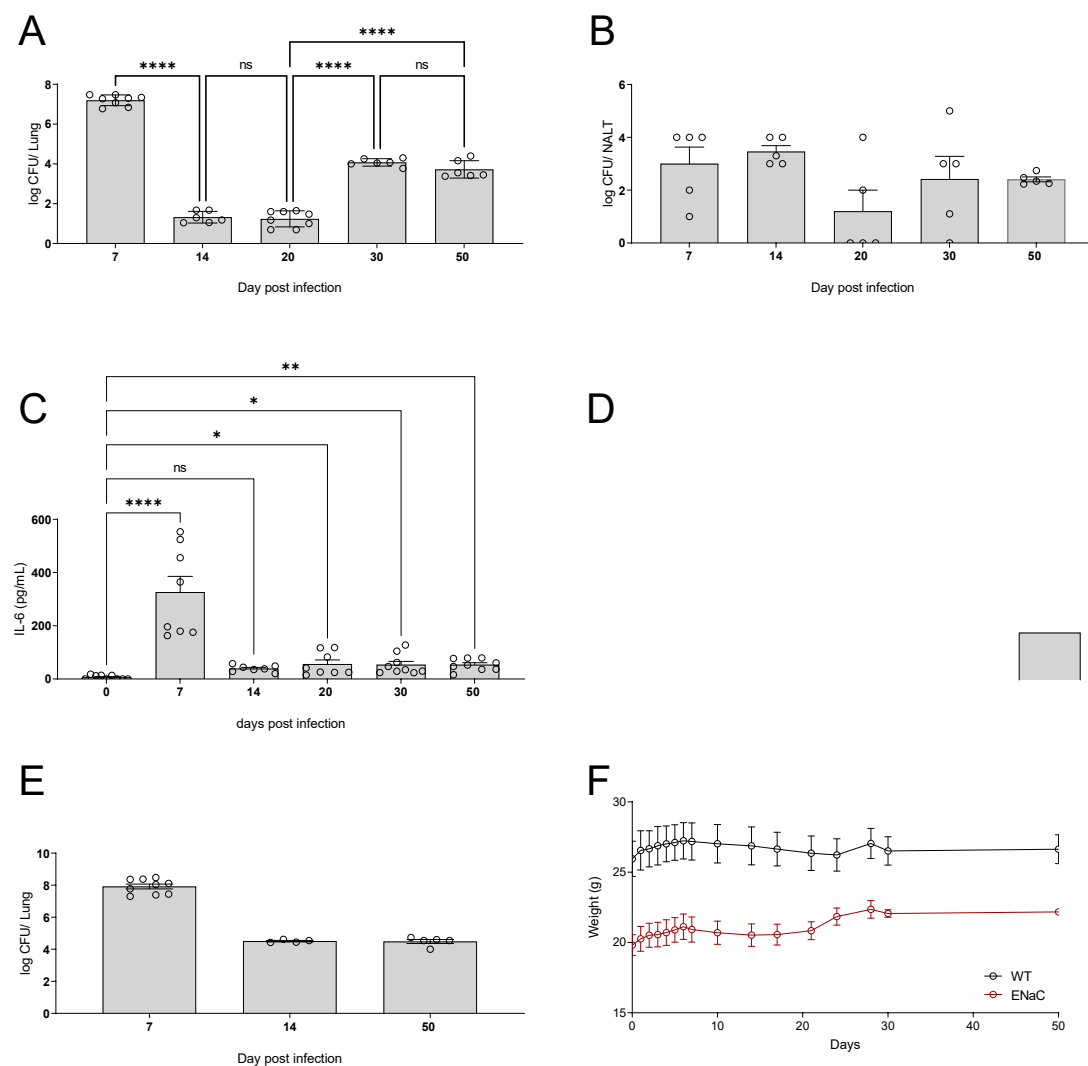 A
****
**** ns **** ns
log CFU/ Lung
8
6
4
2
0
7 14 20 30 50
Day post infection
B
log CFU/ NALT
6
4
2
0
7 14 20 30 50
Day post infection
C
**
*
*
ns
****
IL-6 (pg/mL)
600
400
200
0
0 7 14 20 30 50
days post infection
D
E
log CFU/ Lung
10
8
6
4
2
0
7 14 50
Day post infection
F
Weight (g)
30
25
20
15
WT
ENaC
0 10 20 30 40 50
Days